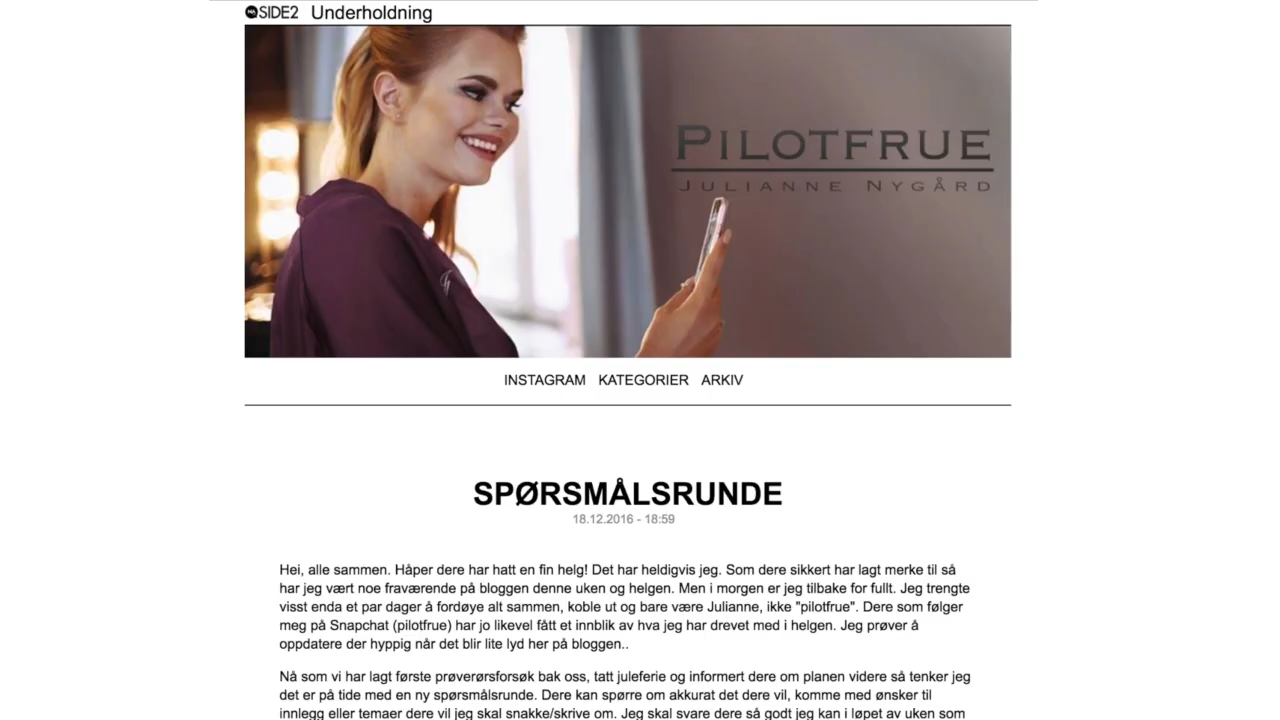 NA SIDE2 Underholdning
PILOTFRUE
JULIANNE NYGÅRD
INSTAGRAM KATEGORIER ARKIV
SPØRSMÅLSRUNDE
18.12.2016 - 18:59
Hei, alle sammen. Håper dere har hatt en fin helg! Det har heldigvis jeg. Som dere sikkert har lagt merke til så
har jeg vært noe fraværende på bloggen denne uken og helgen. Men i morgen er jeg tilbake for fullt. Jeg trengte
visst enda et par dager å fordøye alt sammen, koble ut og bare være Julianne, ikke "pilotfrue". Dere som følger
meg på Snapchat (pilotfrue) har jo likevel fått et innblik av hva jeg har drevet med i helgen. Jeg prøver å
oppdatere der hyppig når det blir lite lyd her på bloggen..
Nå som vi har lagt første prøverørsforsøk bak oss, tatt juleferie og informert dere om planen videre så tenker jeg
det er på tide med en ny spørsmålsrunde. Dere kan spørre om akkurat det dere vil, komme med ønsker til
innlegg eller temaer dere vil jeg skal snakke/skrive om. Jeg skal svare dere så godt jeg kan i løpet av uken som